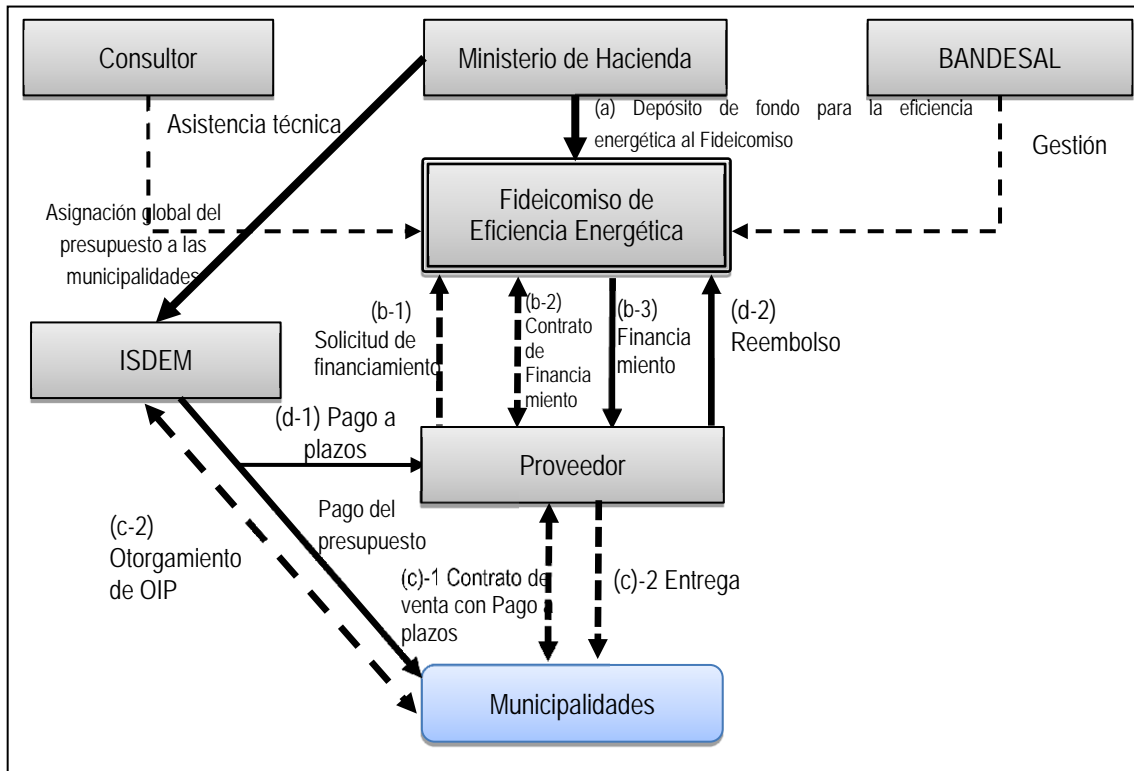 Consultor
Ministerio de Hacienda
BANDESAL
Asistencia técnica
(a) Depósito de fondo para la eficiencia
energética al Fideicomiso
Gestión
Fideicomiso de
Eficiencia Energética
Asignación global del
presupuesto a las
municipalidades
ISDEM
(b-1)
Solicitud de
financiamiento
(b-2)
Contrato
de
Financia
miento
(b-3)
Financia
miento
(d-2)
Reembolso
(d-1) Pago a
plazos
Proveedor
Pago del
presupuesto
(c-2)
Otorgamiento
de OIP
(c)-1 Contrato de
venta con Pago a
plazos
(c)-2 Entrega
Municipalidades